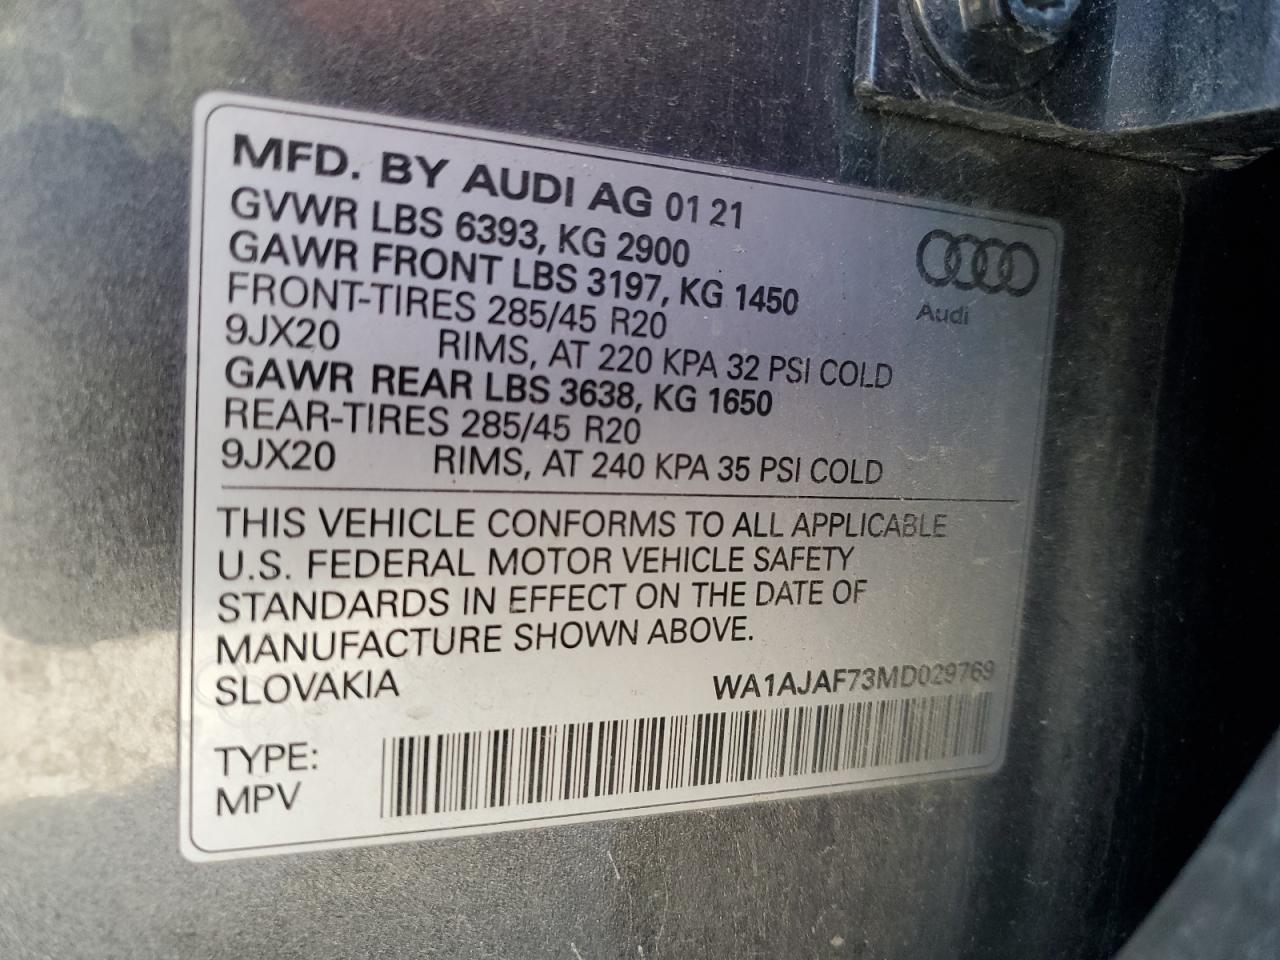 MFD. BY AUDI AG 01 21
GVWR LBS 6393, KG 2900
GAWR FRONT LBS 3197, KG 1450
FRONT-TIRES 285/45 R20
9JX20 RIMS, AT 220 KPA 32 PSI COLD
GAWR REAR LBS 3638, KG 1650
REAR-TIRES 285/45 R20
9JX20 RIMS, AT 240 KPA 35 PSI COLD
Audi
THIS VEHICLE CONFORMS TO ALL APPLICABLE
U.S. FEDERAL MOTOR VEHICLE SAFETY
STANDARDS IN EFFECT ON THE DATE OF
MANUFACTURE SHOWN ABOVE.
SLOVAKIA WA1AJAF73MD029769
TYPE:
MPV